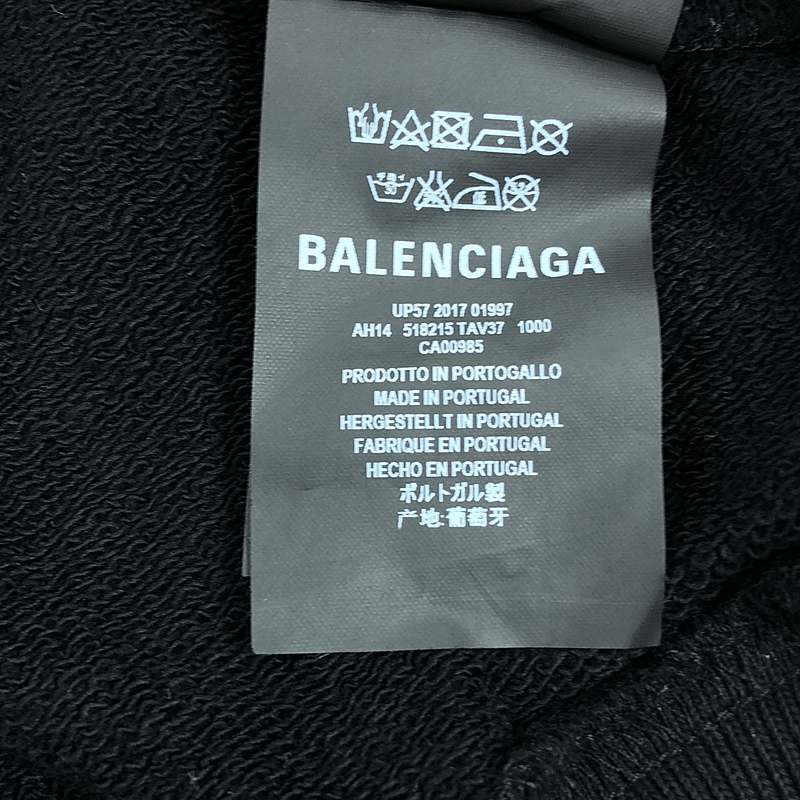 BALENCIAGA
UP57 2017 01997
AH14 518215 TAV37 1000
CA00985
PRODOTTO IN PORTOGALLO
MADE IN PORTUGAL
HERGESTELLT IN PORTUGAL
FABRIQUE EN PORTUGAL
HECHO EN PORTUGAL
ポルトガル製
产地:葡萄牙